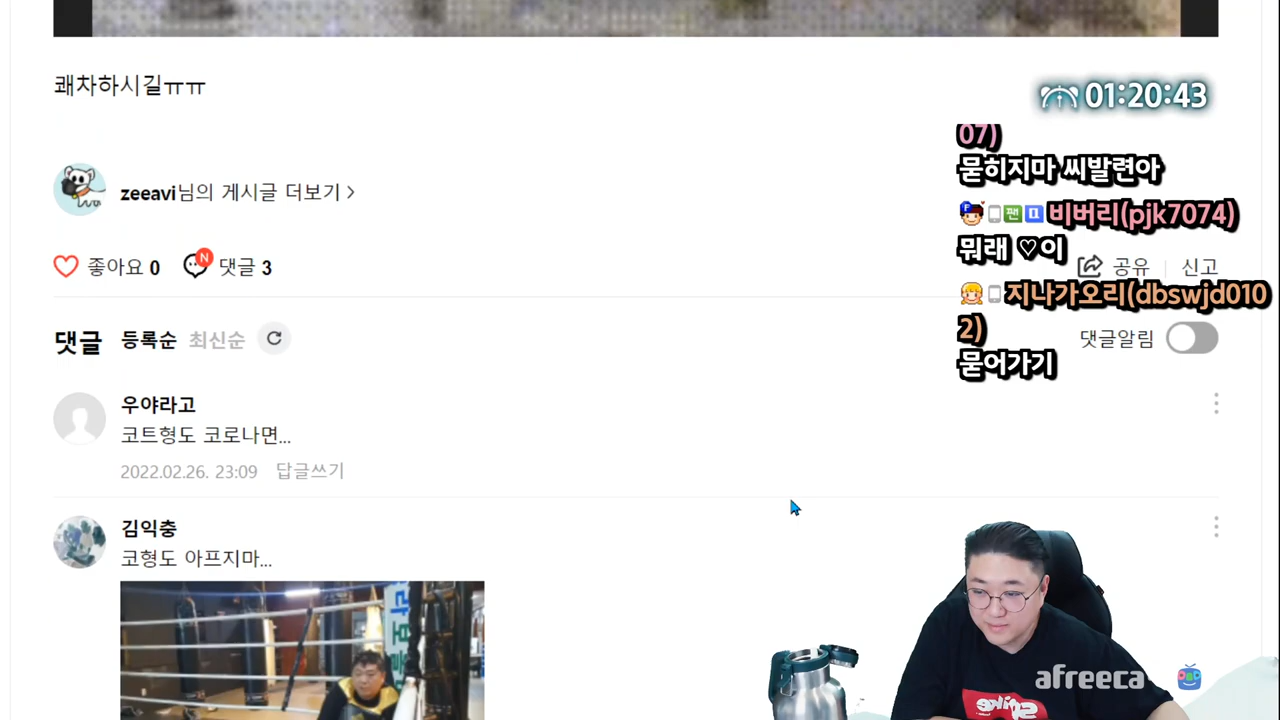 쾌차하시길ㅠㅠ
01:20:43
07)
묻히지마 씨발련아
zeeavi님의 게시글 더보기 >
팬 비버리(pjk7074)
뭐래 ♡이
좋아요 0 N 댓글 3
공유 신고
지나가오리(dbswjd010
2)
댓글 등록순 최신순
댓글알림
묻어가기
우야라고
코트형도 코로나면...
2022.02.26. 23:09 답글쓰기
김익충
코형도 아프지마...
afreeca